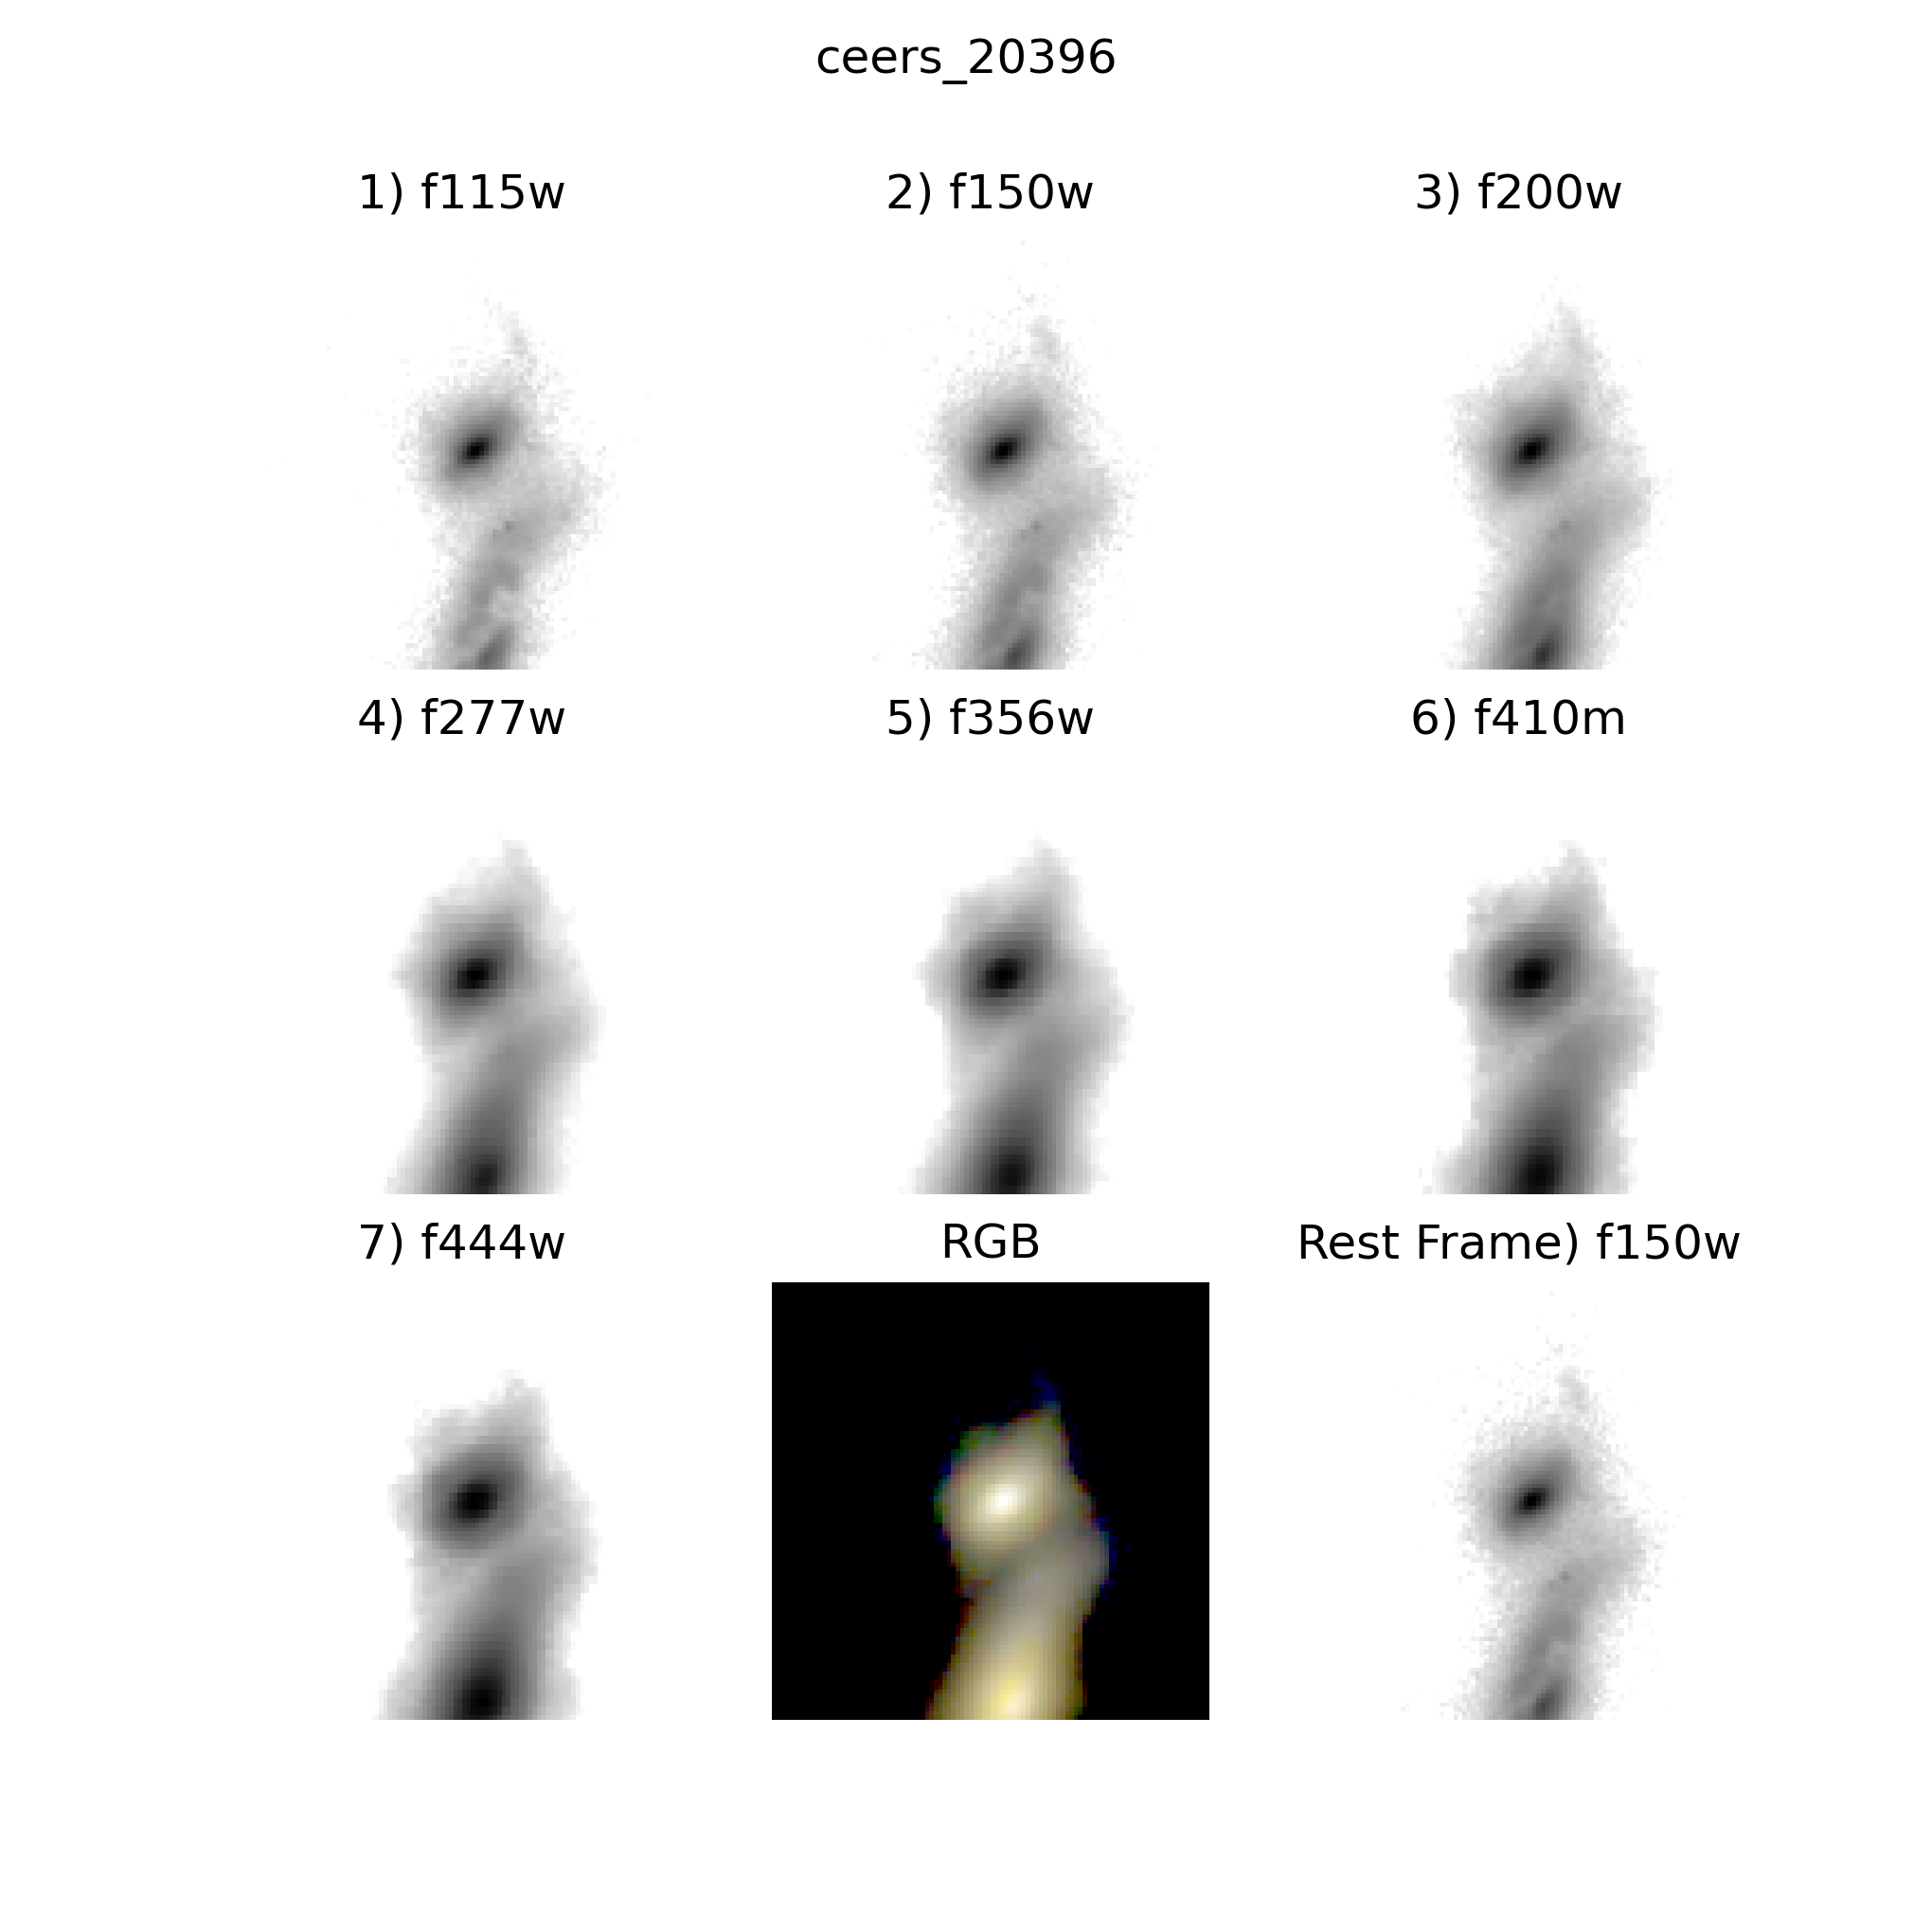 ceers_20396
1) f115w
2) f150w
3) f200w
4) f277w
5) f356w
6) f410m
7) f444w
RGB
Rest Frame) f150w